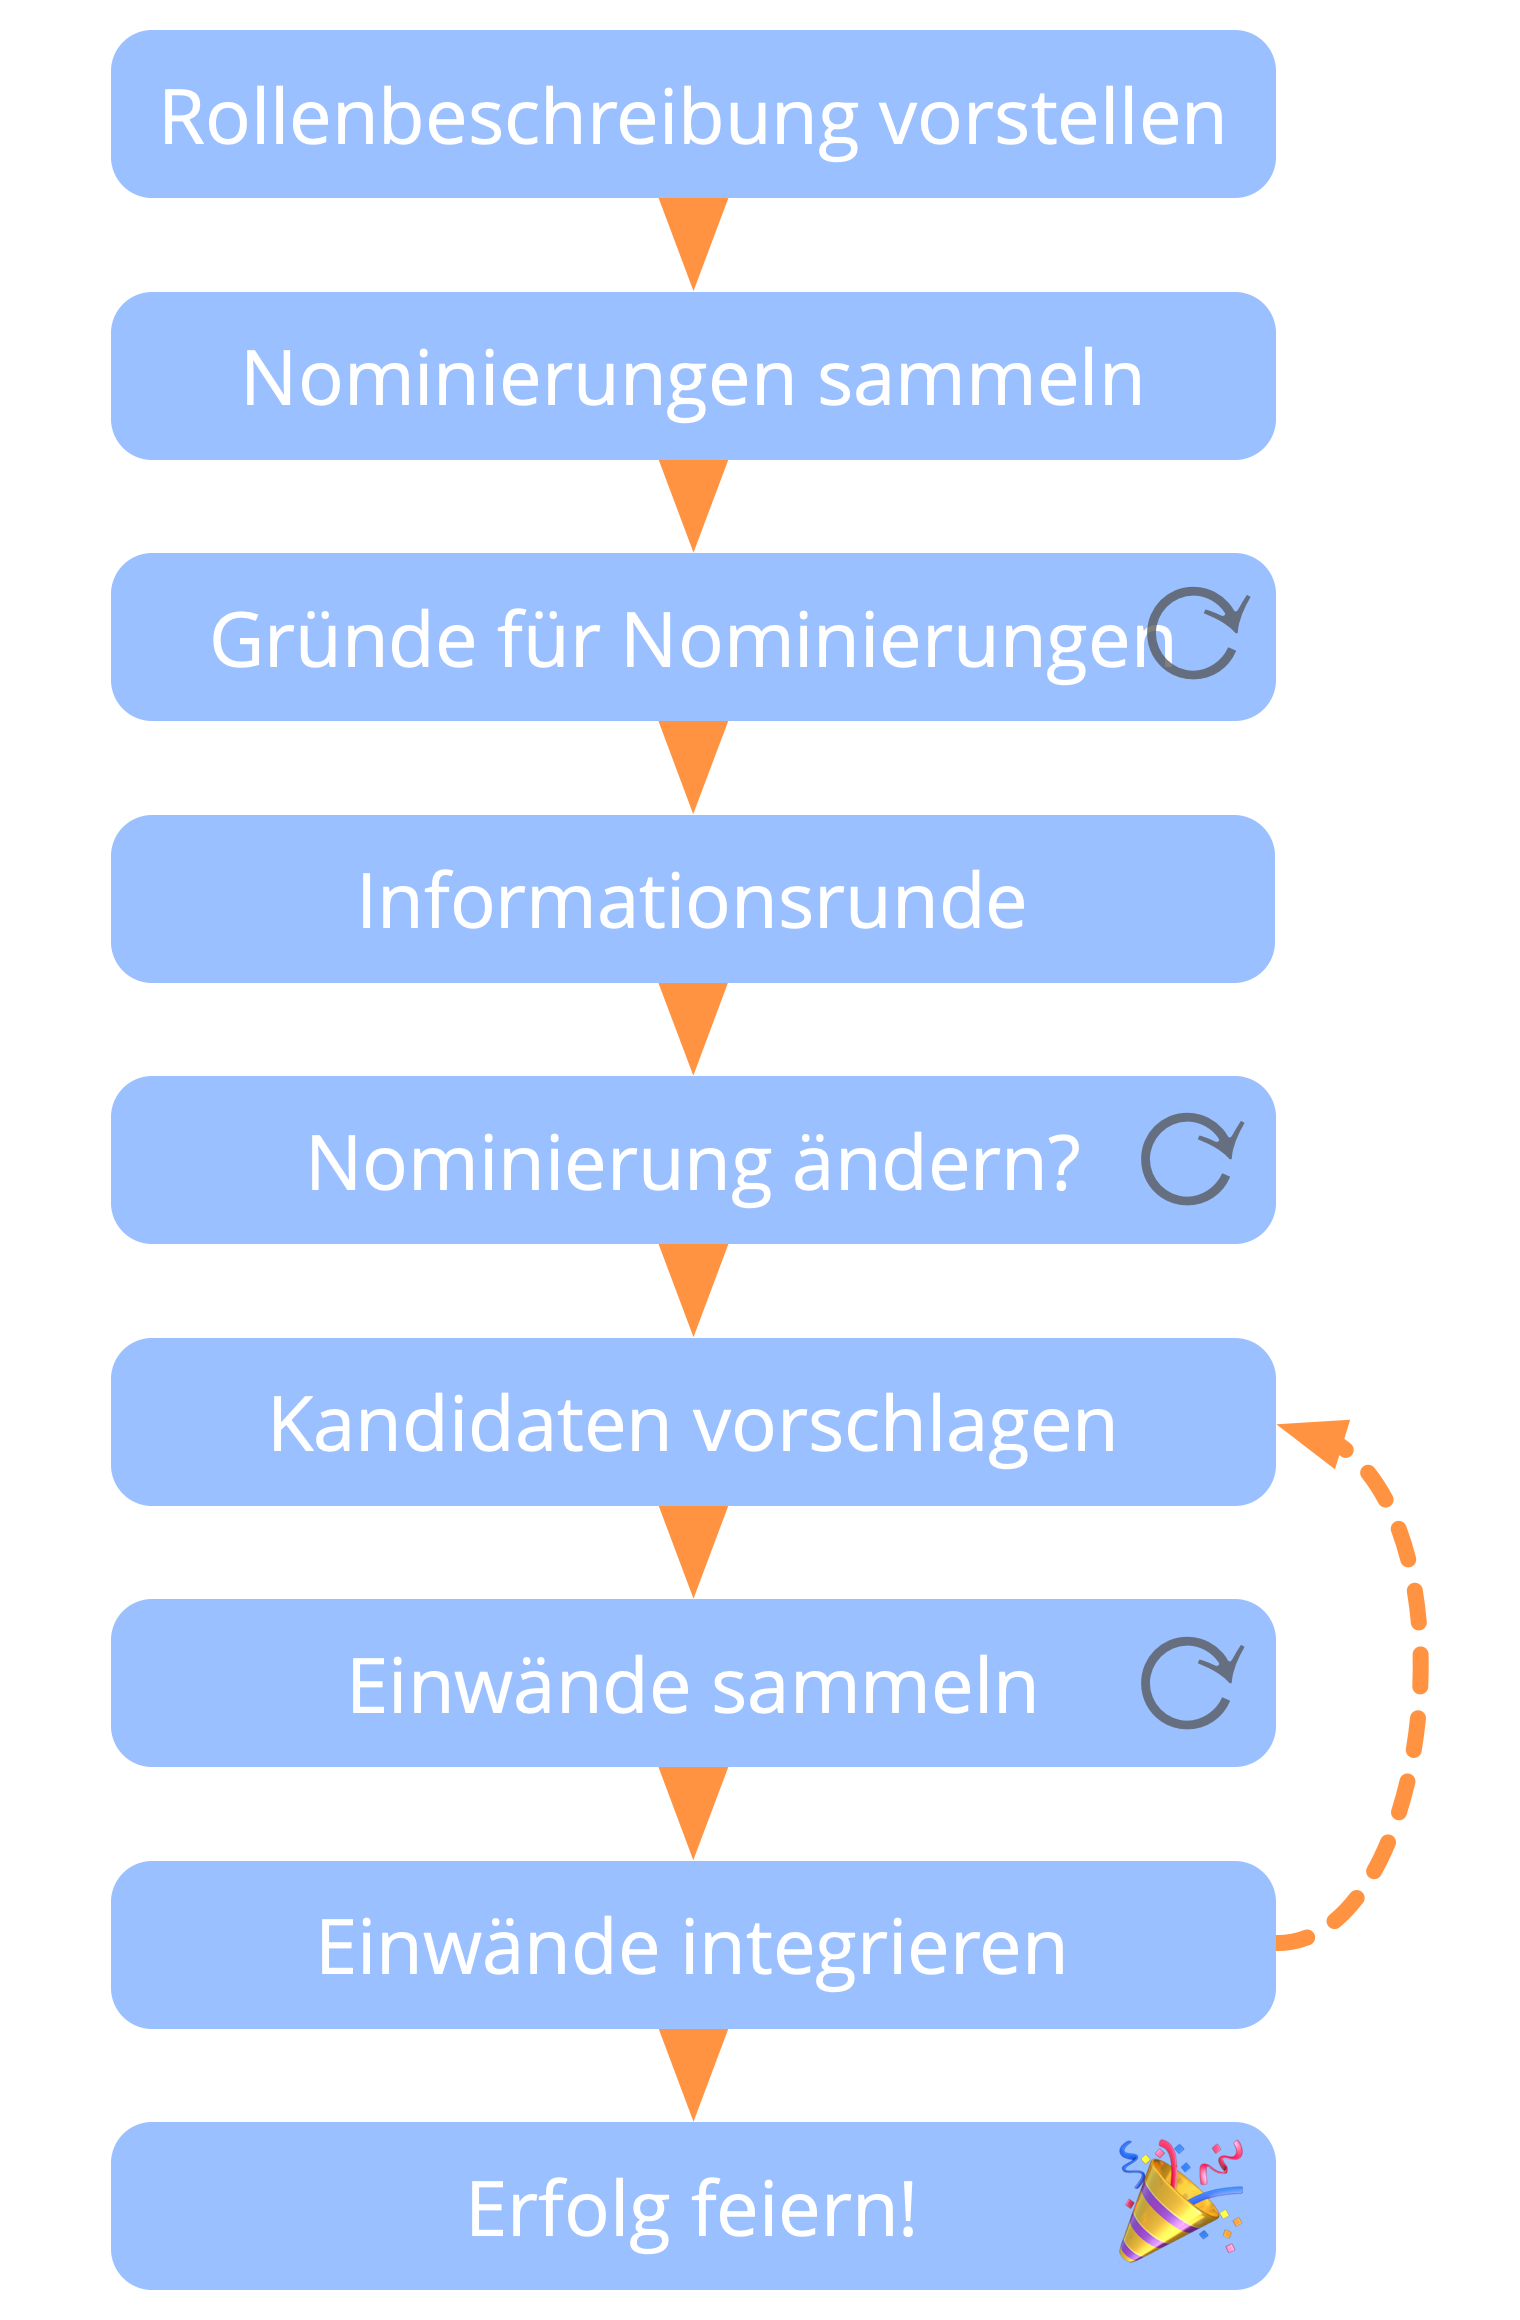 Rollenbeschreibung vorstellen
Nominierungen sammeln
Gründe für Nominierungen
Informationsrunde
Nominierung ändern?
Kandidaten vorschlagen
Einwände sammeln
Einwände integrieren
Erfolg feiern!